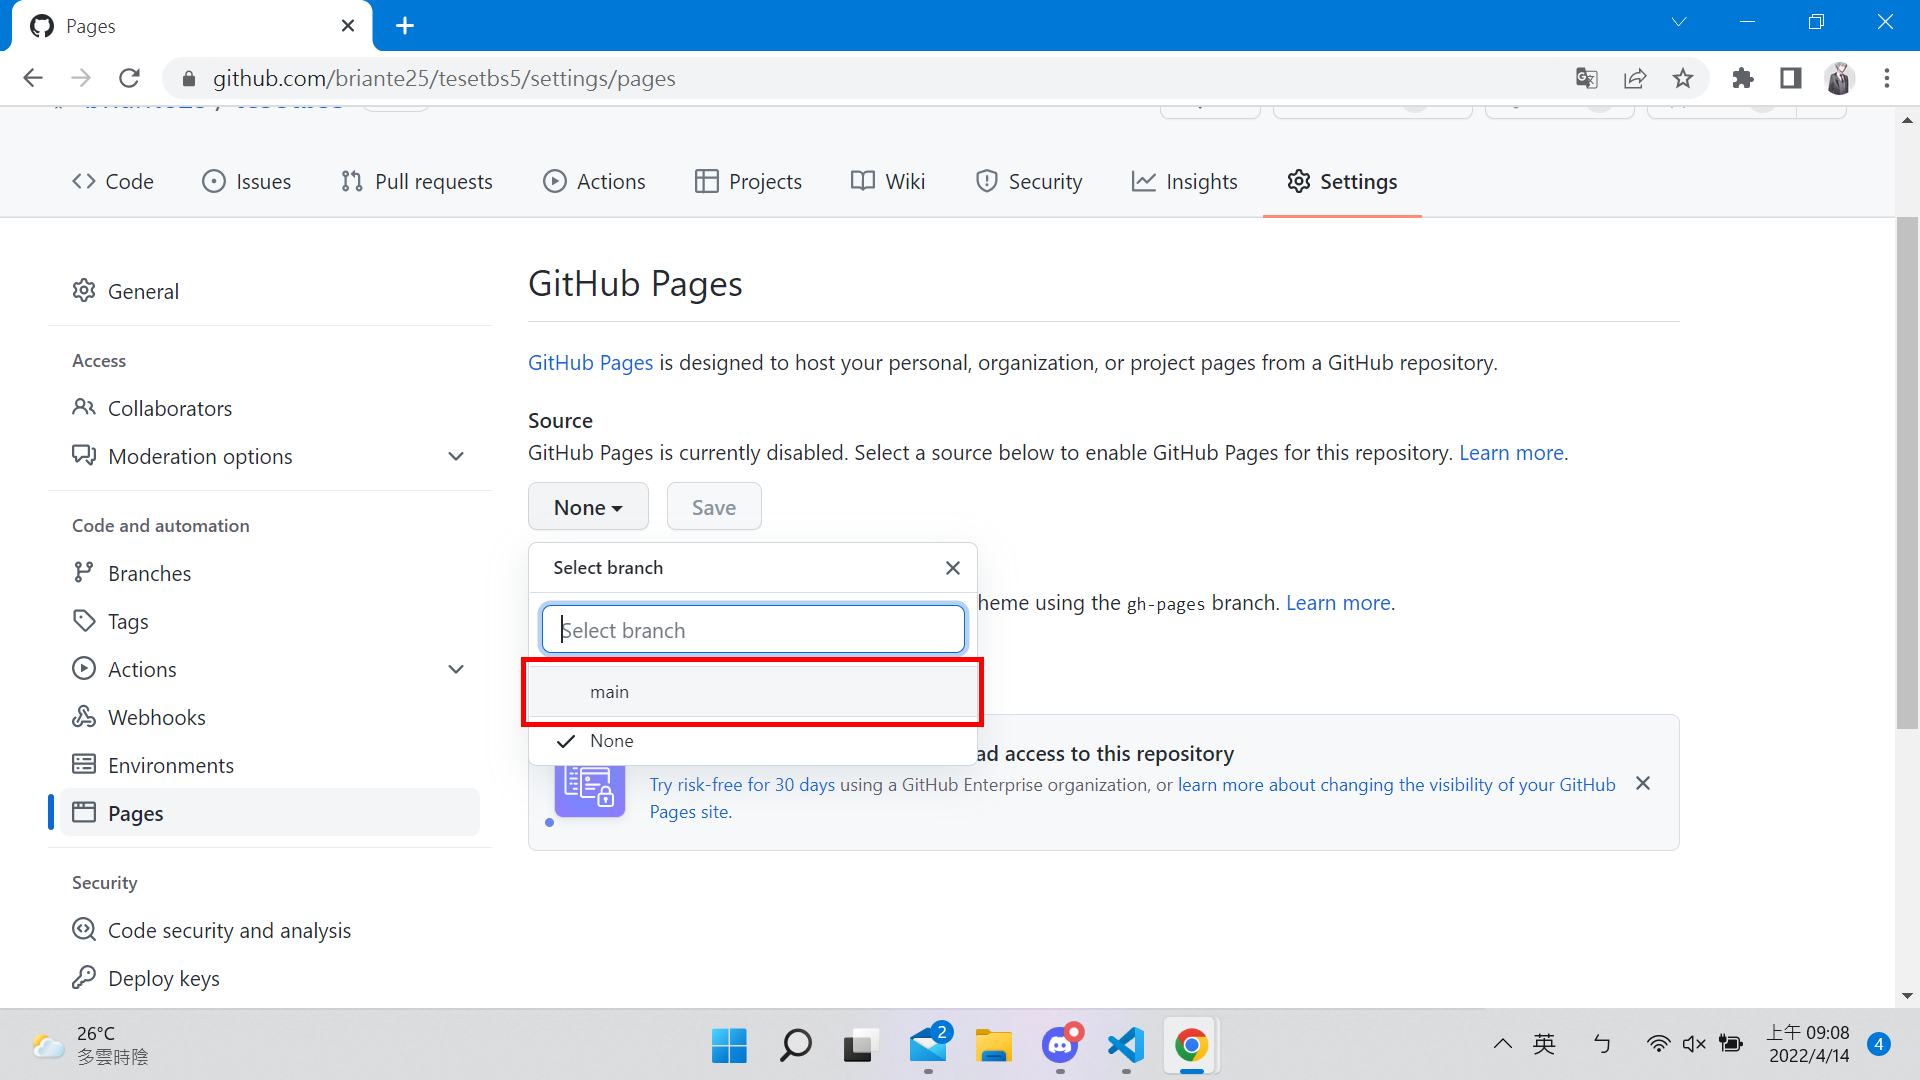 Pages
github.com/briante25/tesetbs5/settings/pages
Code
Issues
Pull requests
Actions
Projects
Wiki
Security
Insights
Settings
General
Access
Collaborators
Moderation options
Code and automation
Branches
Tags
Actions
Webhooks
Environments
Pages
Security
Code security and analysis
Deploy keys
GitHub Pages
GitHub Pages is designed to host your personal, organization, or project pages from a GitHub repository.
Source
GitHub Pages is currently disabled. Select a source below to enable GitHub Pages for this repository. Learn more.
None
Save
Select branch
Select branch
main
None
heme using the gh-pages branch. Learn more.
ad access to this repository
Try risk-free for 30 days using a GitHub Enterprise organization, or learn more about changing the visibility of your GitHub
Pages site.
26°C
多雲時陰
2
英
ㄅ
上午 09:08
2022/4/14
4